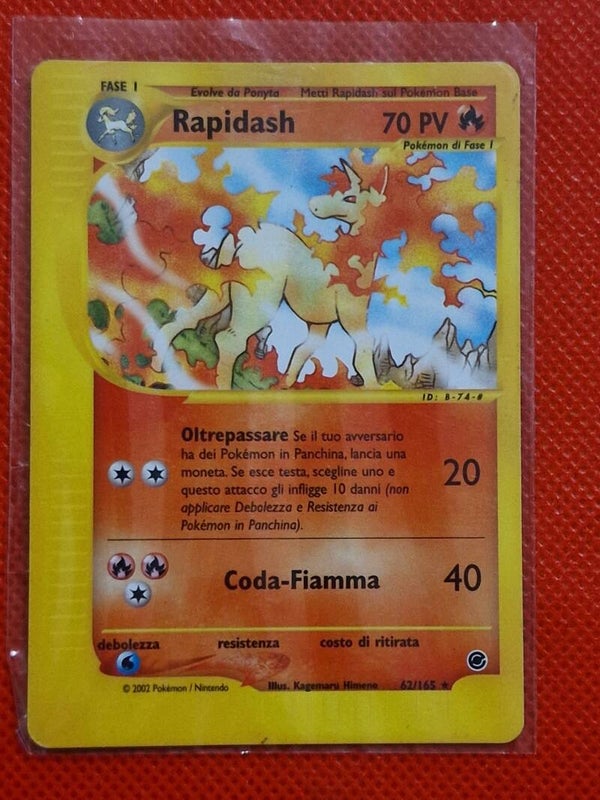 FASE 1
Evolve da Ponyta Metti Rapidash sul Pokémon Base
Rapidash 70 PV
Pokémon di Fase 1
ID: B-74-#
Oltrepassare Se il tuo avversario
ha dei Pokémon in Panchina, lancia una
moneta. Se esce testa, scegline uno e
questo attacco gli infligge 10 danni (non
applicare Debolezza e Resistenza ai
Pokémon in Panchina).
20
Coda-Fiamma 40
debolezza resistenza costo di ritirata
© 2002 Pokémon / Nintendo Illus. Kagemaru Himeno 62/165 ★